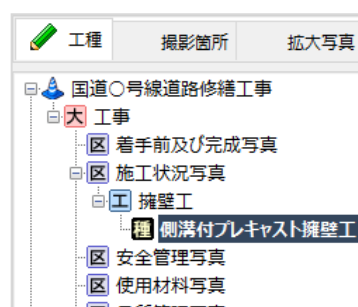 工種 撮影箇所 拡大写真
国道○号線道路修繕工事
大 工事
区 着手前及び完成写真
区 施工状況写真
工 擁壁工
種 側溝付プレキャスト擁壁工
区 安全管理写真
区 使用材料写真